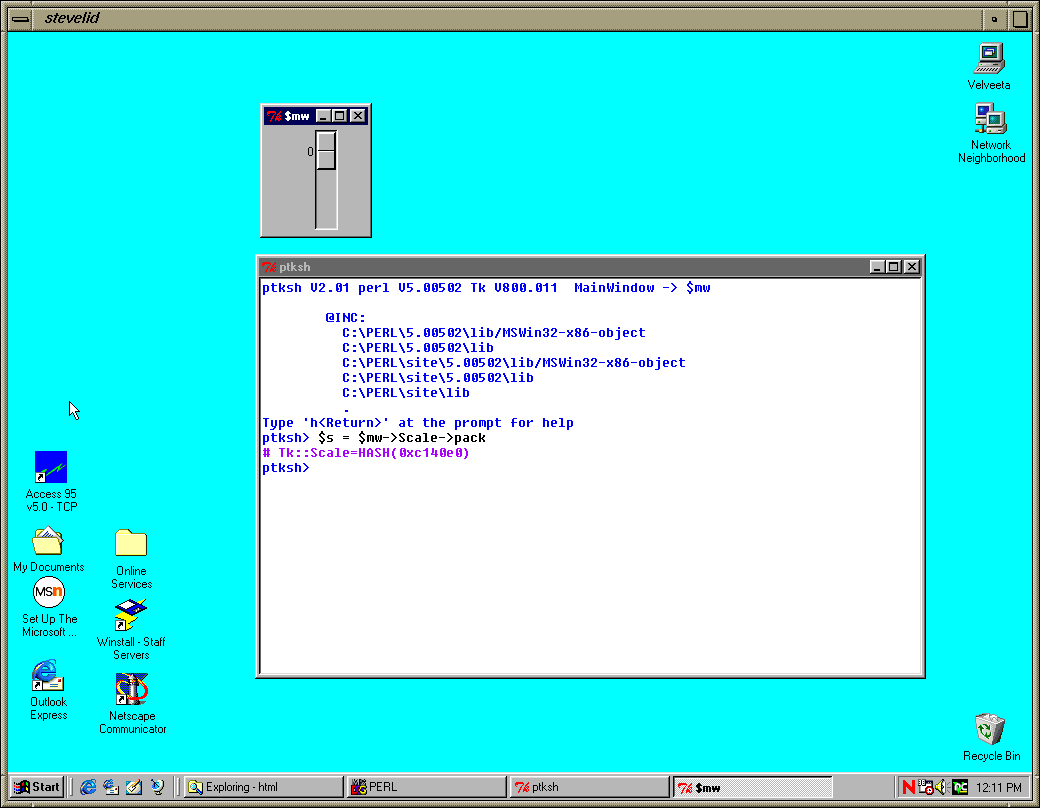 stevelid
Velveeta
Network
Neighborhood
$mw
0
ptksh
ptksh V2.01 perl V5.00502 Tk V800.011  MainWindow -> $mw
@INC:
C:\PERL\5.00502\lib/MSWin32-x86-object
C:\PERL\5.00502\lib
C:\PERL\site\5.00502\lib/MSWin32-x86-object
C:\PERL\site\5.00502\lib
C:\PERL\site\lib
.
Type 'h<Return>' at the prompt for help
ptksh> $s = $mw->Scale->pack
# Tk::Scale=HASH(0xc140e0)
ptksh>
Access 95
v5.0 - TCP
My Documents
Online
Services
msn
Set Up The
Microsoft ...
Winstall - Staff
Servers
Outlook
Express
Netscape
Communicator
Recycle Bin
Start
Exploring - html
PERL
ptksh
$mw
12:11 PM